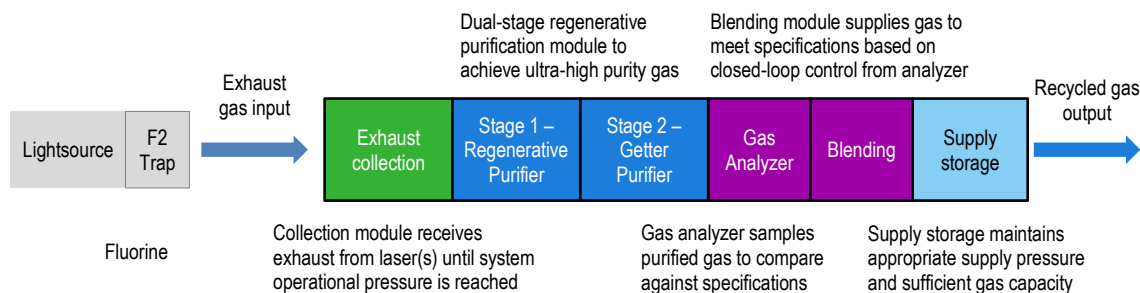 Dual-stage regenerative
purification module to
achieve ultra-high purity gas
Blending module supplies gas to
meet specifications based on
closed-loop control from analyzer
Exhaust
gas input
Recycled gas
output
Lightsource
F2
Trap
Exhaust
collection
Stage 1 –
Regenerative
Purifier
Stage 2 –
Getter
Purifier
Gas
Analyzer
Blending
Supply
storage
Fluorine
Collection module receives
exhaust from laser(s) until system
operational pressure is reached
Gas analyzer samples
purified gas to compare
against specifications
Supply storage maintains
appropriate supply pressure
and sufficient gas capacity